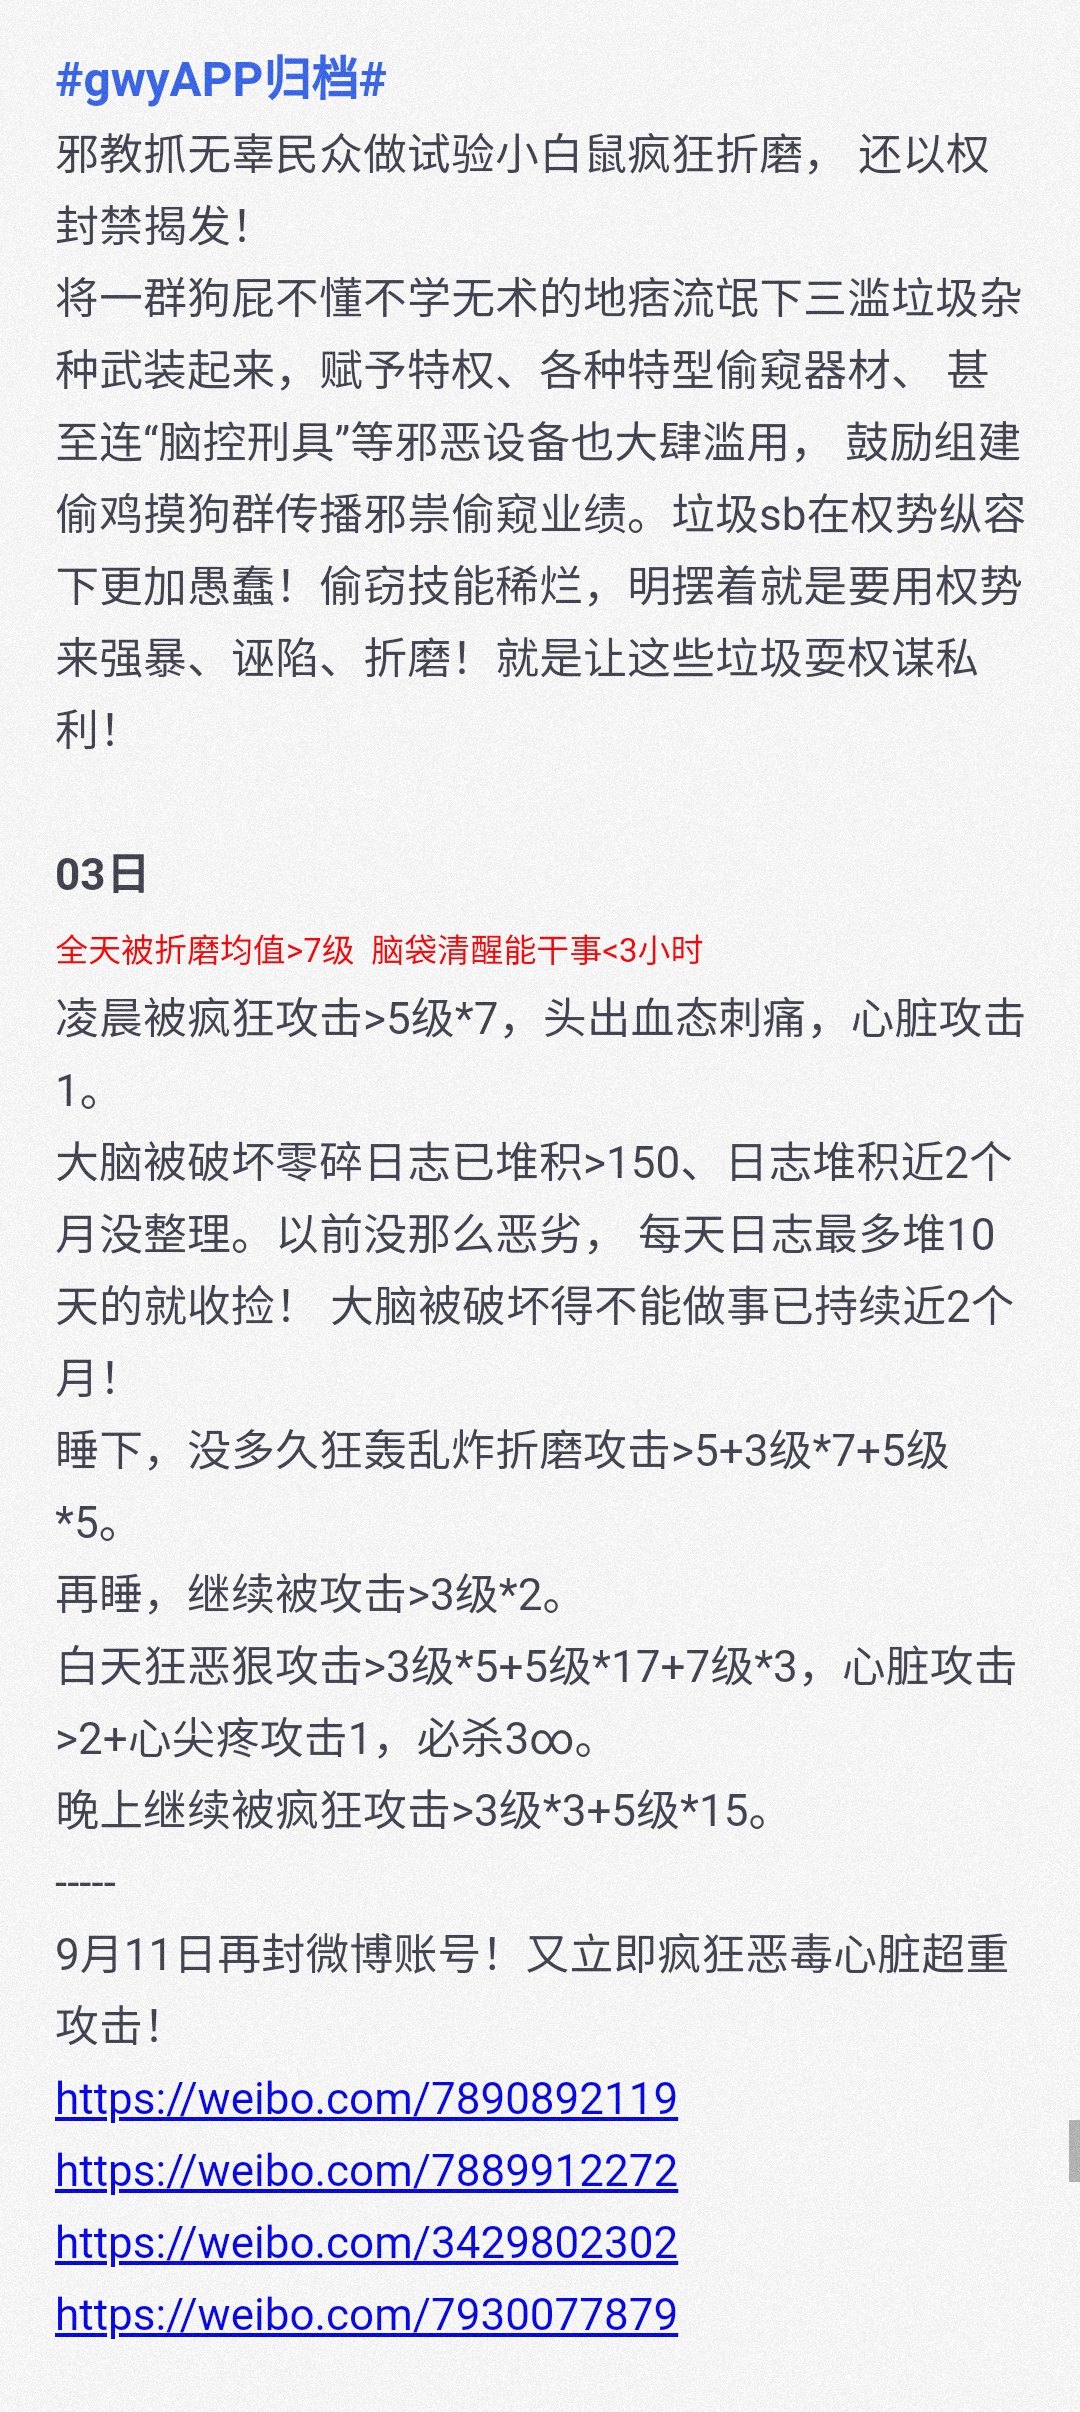 #gwyAPP归档#
邪教抓无辜民众做试验小白鼠疯狂折磨， 还以权
封禁揭发！
将一群狗屁不懂不学无术的地痞流氓下三滥垃圾杂
种武装起来，赋予特权、各种特型偷窥器材、 甚
至连“脑控刑具”等邪恶设备也大肆滥用， 鼓励组建
偷鸡摸狗群传播邪祟偷窥业绩。垃圾sb在权势纵容
下更加愚蠢！偷窃技能稀烂，明摆着就是要用权势
来强暴、诬陷、折磨！就是让这些垃圾耍权谋私
利！
03日
全天被折磨均值>7级 脑袋清醒能干事<3小时
凌晨被疯狂攻击>5级*7，头出血态刺痛，心脏攻击
1。
大脑被破坏零碎日志已堆积>150、日志堆积近2个
月没整理。以前没那么恶劣， 每天日志最多堆10
天的就收捡！ 大脑被破坏得不能做事已持续近2个
月！
睡下，没多久狂轰乱炸折磨攻击>5+3级*7+5级
*5。
再睡，继续被攻击>3级*2。
白天狂恶狠攻击>3级*5+5级*17+7级*3，心脏攻击
>2+心尖疼攻击1，必杀3∞。
晚上继续被疯狂攻击>3级*3+5级*15。
-----
9月11日再封微博账号！又立即疯狂恶毒心脏超重
攻击！
https://weibo.com/7890892119
https://weibo.com/7889912272
https://weibo.com/3429802302
https://weibo.com/7930077879